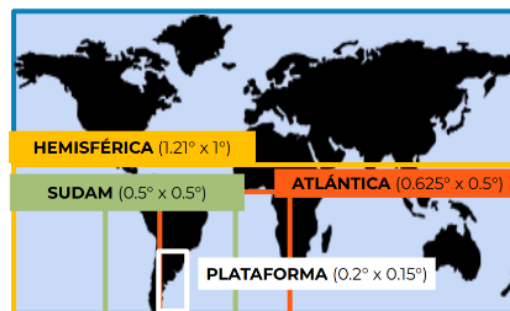 HEMISFÉRICA (1.21° x 1°)
SUDAM (0.5° x 0.5°)
ATLÁNTICA (0.625° x 0.5°)
PLATAFORMA (0.2° x 0.15°)